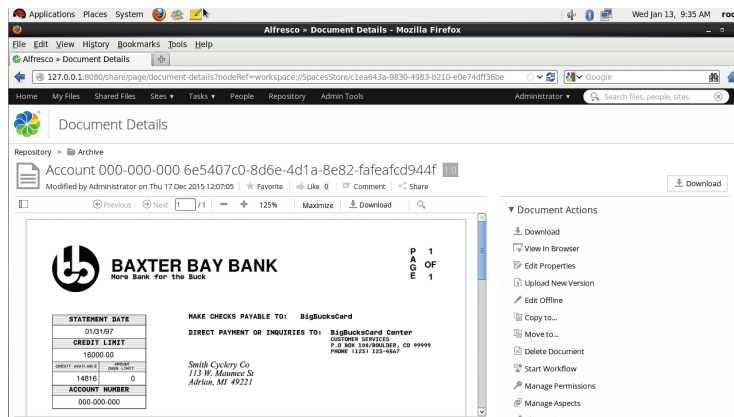 Applications Places System Wed Jan 13, 9:35 AM roo
Alfresco » Document Details - Mozilla Firefox
File Edit View History Bookmarks Tools Help
Alfresco » Document Details
127.0.0.1:8080/share/page/document-details?nodeRef=workspace://SpacesStore/c1ea643a-9830-4983-b210-e0e74dff36be Google
Home My Files Shared Files Sites Tasks People Repository Admin Tools Administrator Search files, people, sites
Document Details
Repository > Archive
Account 000-000-000 6e5407c0-8d6e-4d1a-8e82-fafeafcd944f 1.0
Modified by Administrator on Thu 17 Dec 2015 12:07:05 Favorite Like 0 Comment Share
Download
Previous Next 1 / 1 125% Maximize Download
BAXTER BAY BANK
More Bank for the Buck
PAGE 1 OF 1
STATEMENT DATE
01/31/97
CREDIT LIMIT
16000.00
CREDIT AVAILABLE AMOUNT OVER LIMIT
14816 0
ACCOUNT NUMBER
000-000-000
MAKE CHECKS PAYABLE TO: BigBucksCard
DIRECT PAYMENT OR INQUIRIES TO: BigBucksCard Center
CUSTOMER SERVICES
P.O BOX 100/BOULDER, CO 99999
PHONE (123) 123-4567
Smith Cyclery Co
113 W. Maumee St
Adrian, MI 49221
Document Actions
Download
View In Browser
Edit Properties
Upload New Version
Edit Offline
Copy to...
Move to...
Delete Document
Start Workflow
Manage Permissions
Manage Aspects